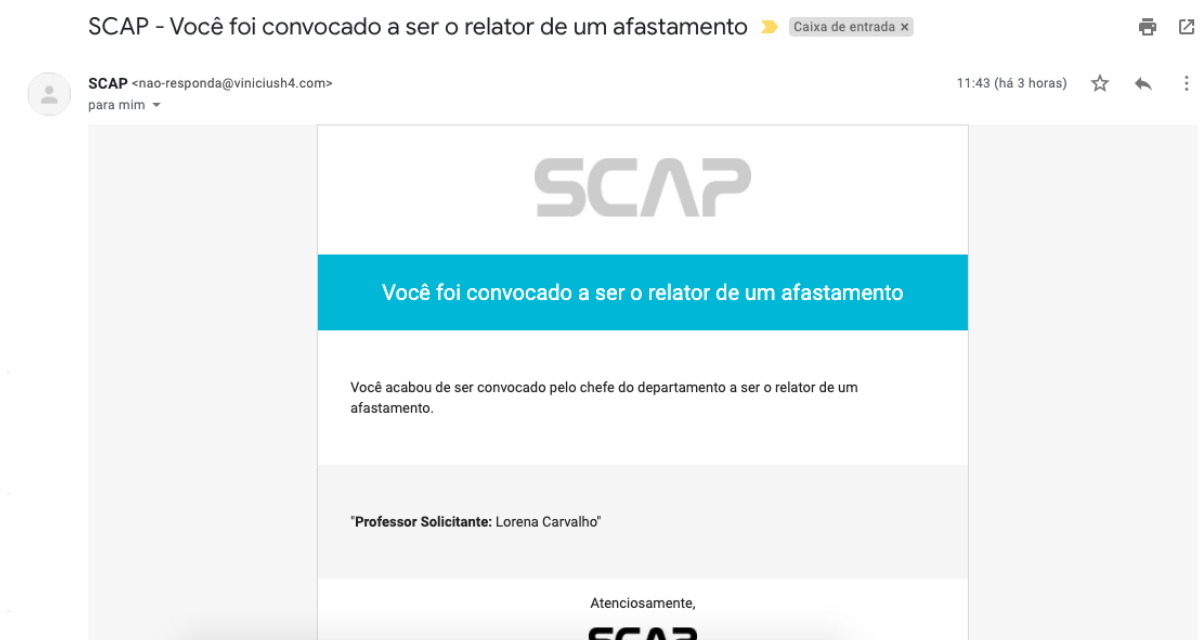 SCAP - Você foi convocado a ser o relator de um afastamento
Caixa de entrada ×
SCAP <nao-responda@viniciush4.com>
11:43 (há 3 horas)
para mim
SCAP
Você foi convocado a ser o relator de um afastamento
Você acabou de ser convocado pelo chefe do departamento a ser o relator de um
afastamento.
"Professor Solicitante: Lorena Carvalho"
Atenciosamente,
SCAP